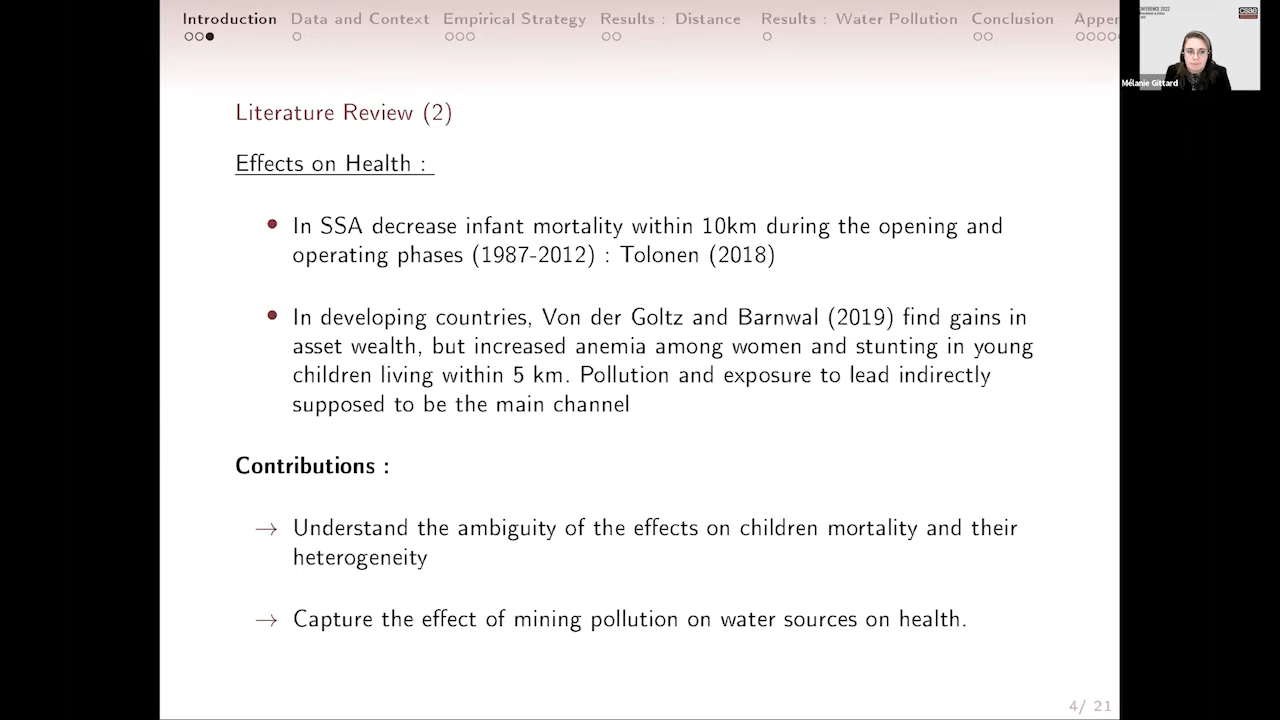 Introduction Data and Context Empirical Strategy Results : Distance Results : Water Pollution Conclusion Appen
Literature Review (2)
Effects on Health :
In SSA decrease infant mortality within 10km during the opening and
operating phases (1987-2012) : Tolonen (2018)
In developing countries, Von der Goltz and Barnwal (2019) find gains in
asset wealth, but increased anemia among women and stunting in young
children living within 5 km. Pollution and exposure to lead indirectly
supposed to be the main channel
Contributions :
→ Understand the ambiguity of the effects on children mortality and their
heterogeneity
→ Capture the effect of mining pollution on water sources on health.
4/ 21
CONFERENCE 2022
csae
Mélanie Gittard